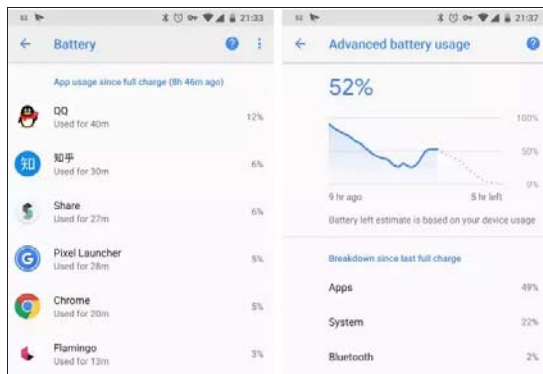 52
21:33
Battery
App usage since full charge (8h 46m ago)
QQ
Used for 40m
12%
知乎
Used for 30m
6%
Share
Used for 27m
6%
Pixel Launcher
Used for 28m
5%
Chrome
Used for 20m
5%
Flamingo
Used for 13m
3%
52
21:37
Advanced battery usage
52%
100%
50%
0%
9 hr ago
5 hr left
Battery left estimate is based on your device usage
Breakdown since last full charge
Apps
49%
System
22%
Bluetooth
2%